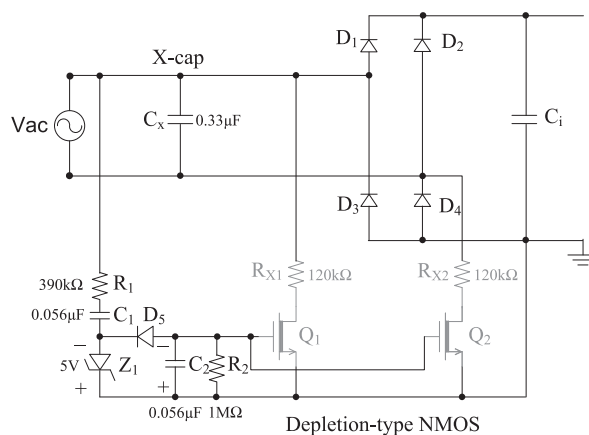 D1
D2
X-cap
Vac
Cx
0.33μF
Ci
D3
D4
390kΩ
R1
RX1
120kΩ
RX2
120kΩ
0.056μF
C1
D5
Q1
Q2
−
−
5V
Z1
C2
R2
+
+
0.056μF 1MΩ
Depletion-type NMOS